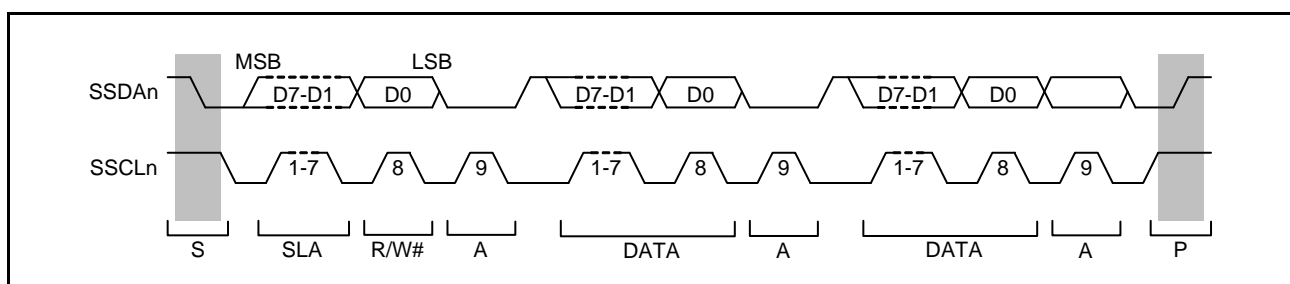 MSB LSB
SSDAn D7-D1 D0 D7-D1 D0 D7-D1 D0
SSCLn 1-7 8 9 1-7 8 9 1-7 8 9
S SLA R/W# A DATA A DATA A P